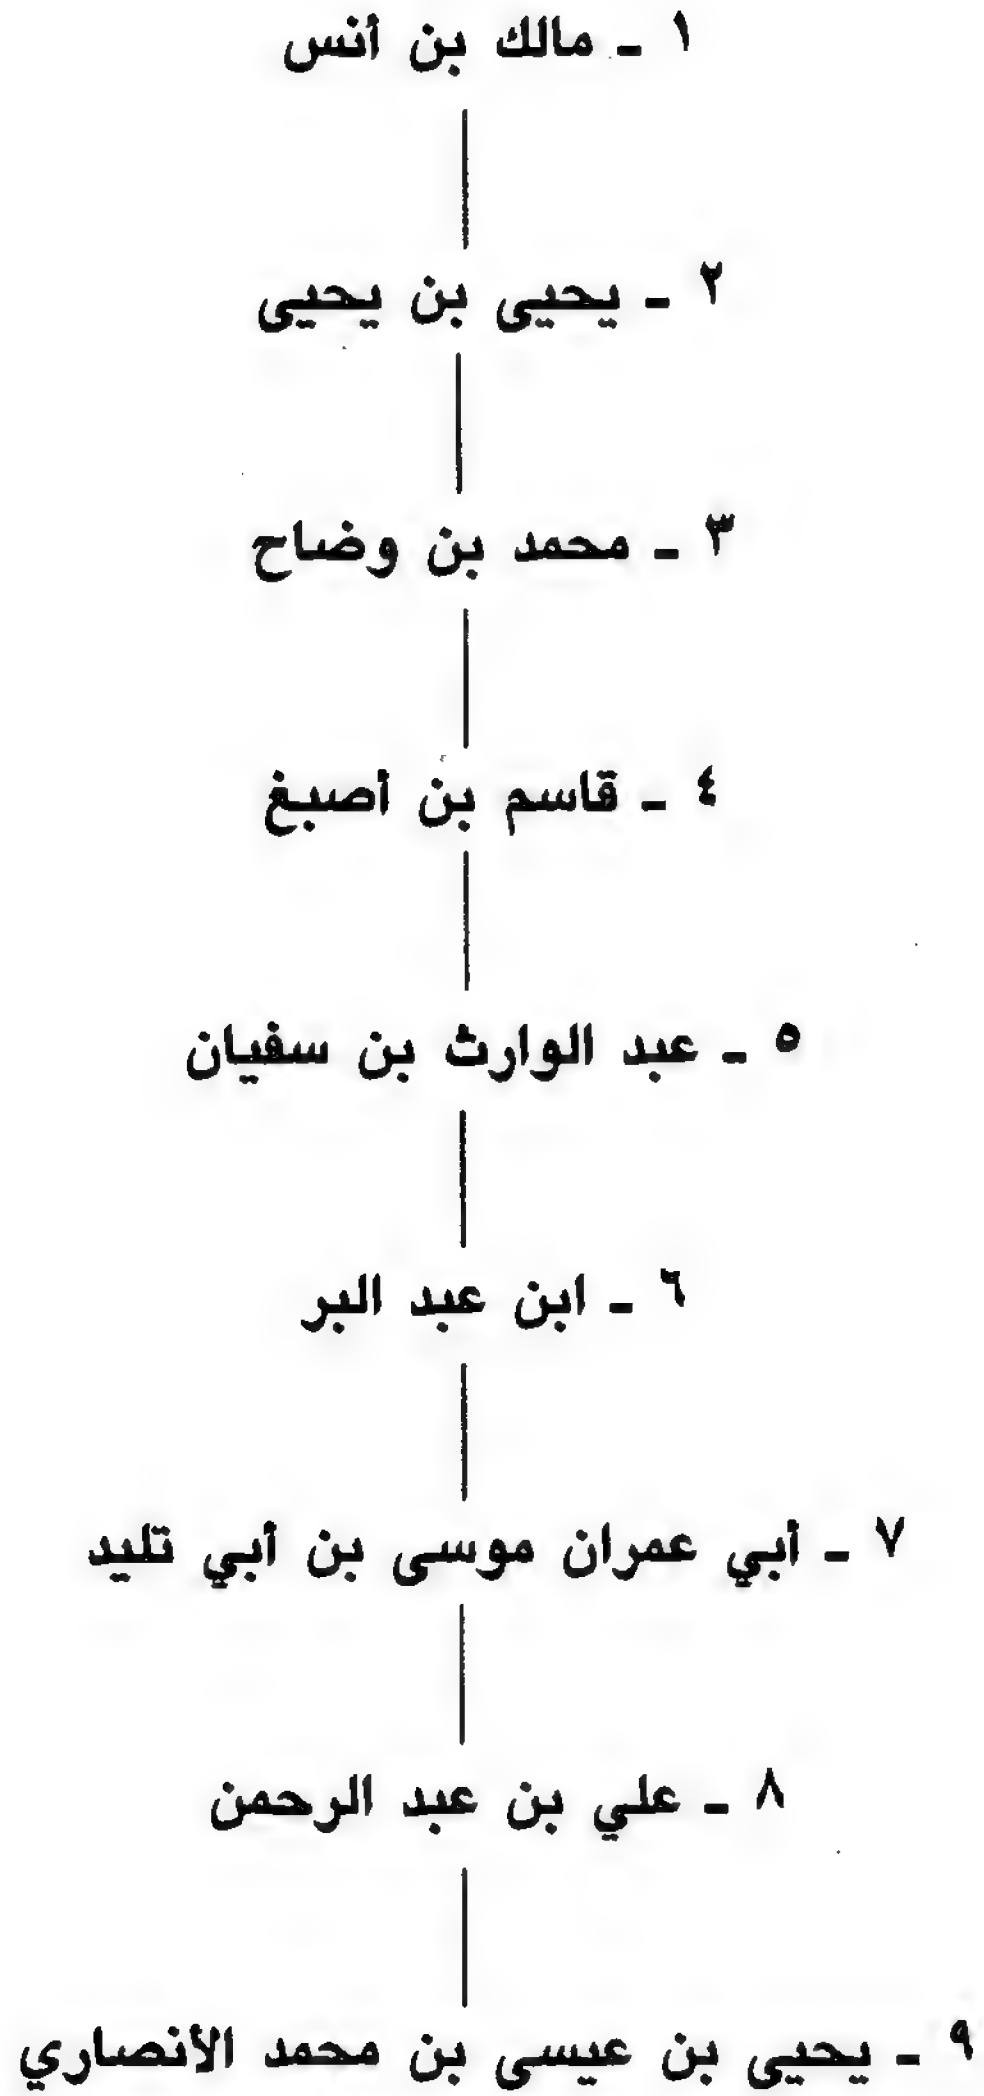 ١ - مالك بن أنس
٢ - يحيى بن يحيى
٣ - محمد بن وضاح
٤ - قاسم بن أصبغ
٥ - عبد الوارث بن سفيان
٦ - ابن عبد البر
٧ - أبي عمران موسى بن أبي تليد
٨ - علي بن عبد الرحمن
٩ - يحيى بن عيسى بن محمد الأنصاري